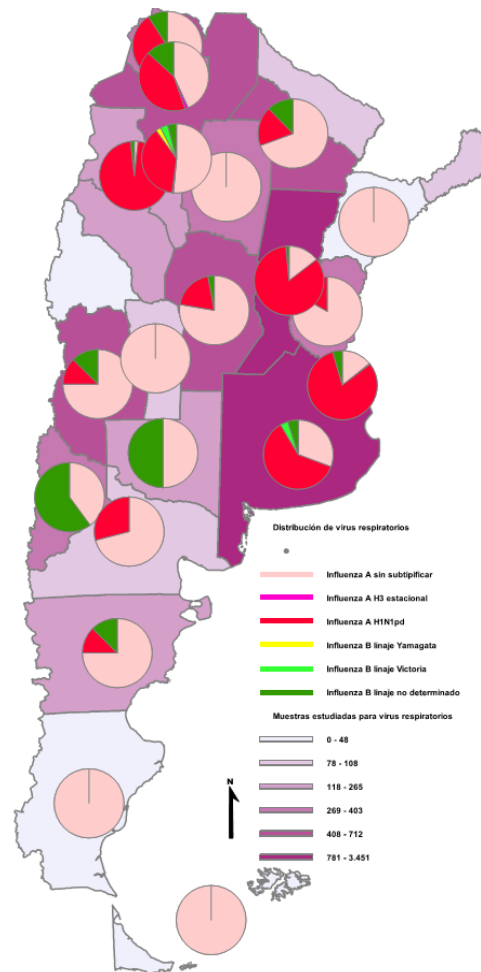 Distribución de virus respiratorios
Influenza A sin subtipificar
Influenza A H3 estacional
Influenza A H1N1pd
Influenza B linaje Yamagata
Influenza B linaje Victoria
Influenza B linaje no determinado
Muestras estudiadas para virus respiratorios
N
0 - 48
78 - 108
118 - 265
269 - 403
408 - 712
781 - 3.451